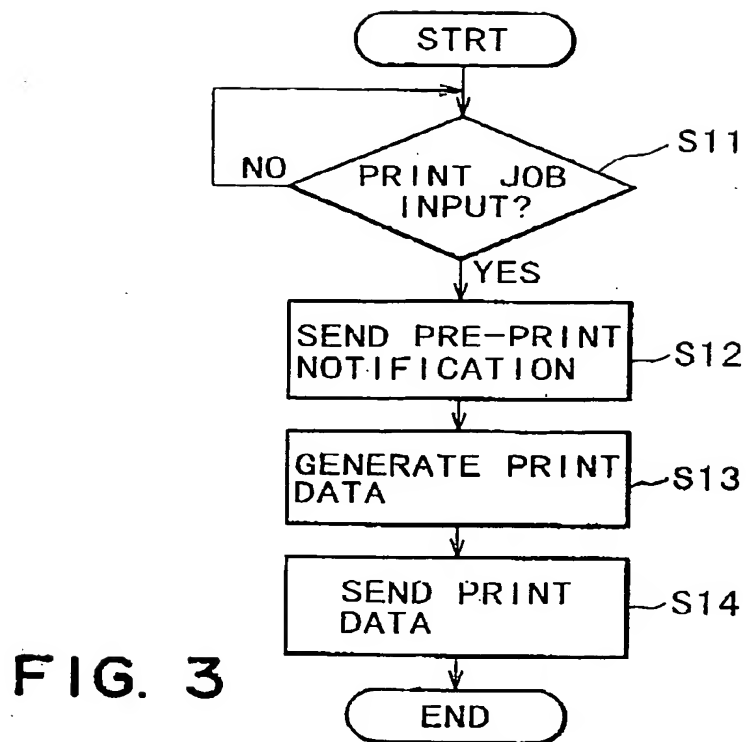 STRT
S11
NO
PRINT JOB
INPUT?
YES
SEND PRE-PRINT
NOTIFICATION
S12
GENERATE PRINT
DATA
S13
SEND PRINT
DATA
S14
FIG. 3
END